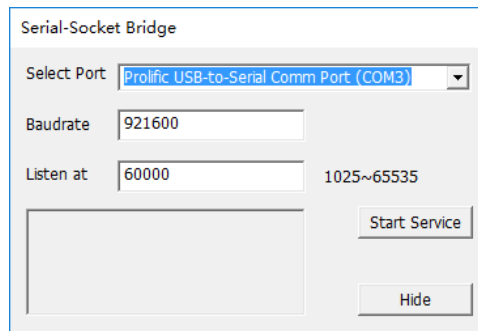 Serial-Socket Bridge
Select Port Prolific USB-to-Serial Comm Port (COM3)
Baudrate 921600
Listen at 60000 1025~65535
Start Service
Hide